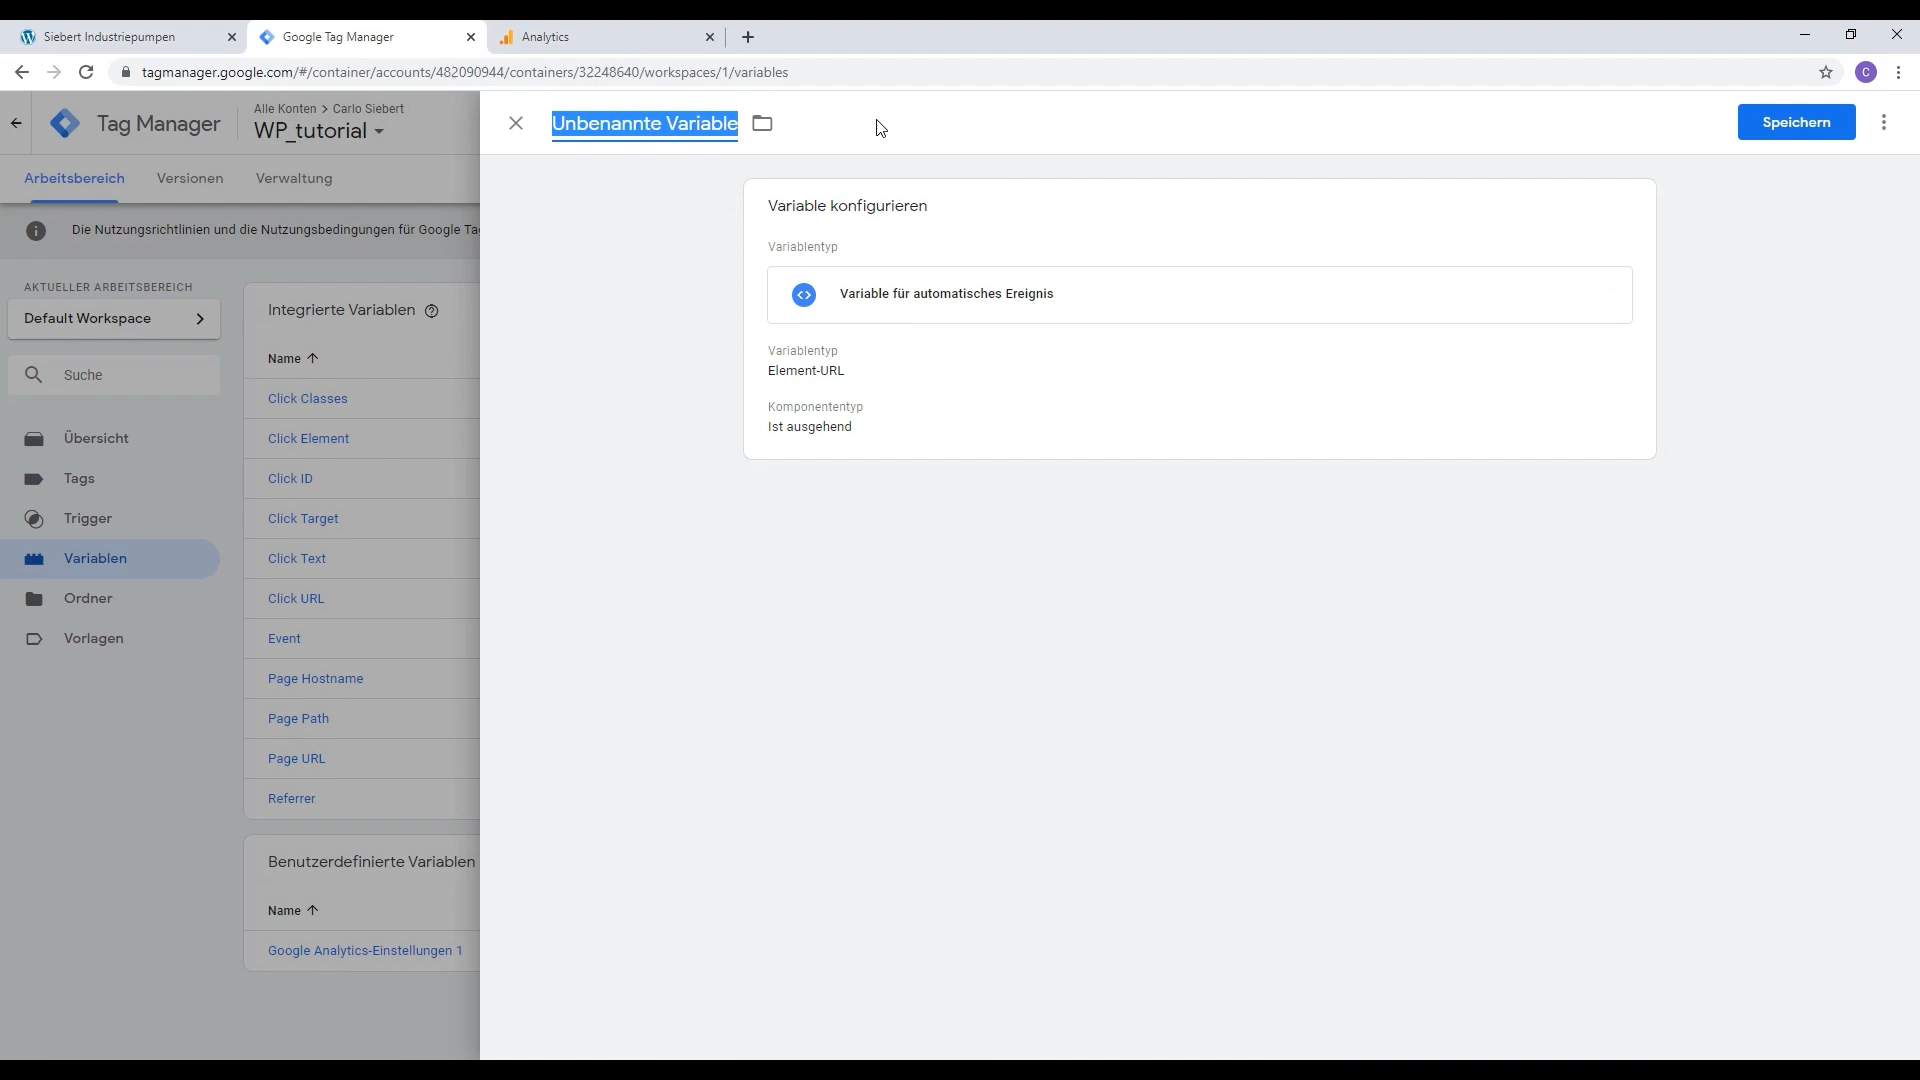 Siebert Industriepumpen
Google Tag Manager
Analytics
tagmanager.google.com/#/container/accounts/482090944/containers/32248640/workspaces/1/variables
C
Tag Manager
Alle Konten > Carlo Siebert
WP_tutorial
Unbenannte Variable
Speichern
Arbeitsbereich
Versionen
Verwaltung
Die Nutzungsrichtlinien und die Nutzungsbedingungen für Google Ta
AKTUELLER ARBEITSBEREICH
Default Workspace
Suche
Übersicht
Tags
Trigger
Variablen
Ordner
Vorlagen
Integrierte Variablen
Name
Click Classes
Click Element
Click ID
Click Target
Click Text
Click URL
Event
Page Hostname
Page Path
Page URL
Referrer
Benutzerdefinierte Variablen
Name
Google Analytics-Einstellungen 1
Variable konfigurieren
Variablentyp
Variable für automatisches Ereignis
Variablentyp
Element-URL
Komponententyp
Ist ausgehend